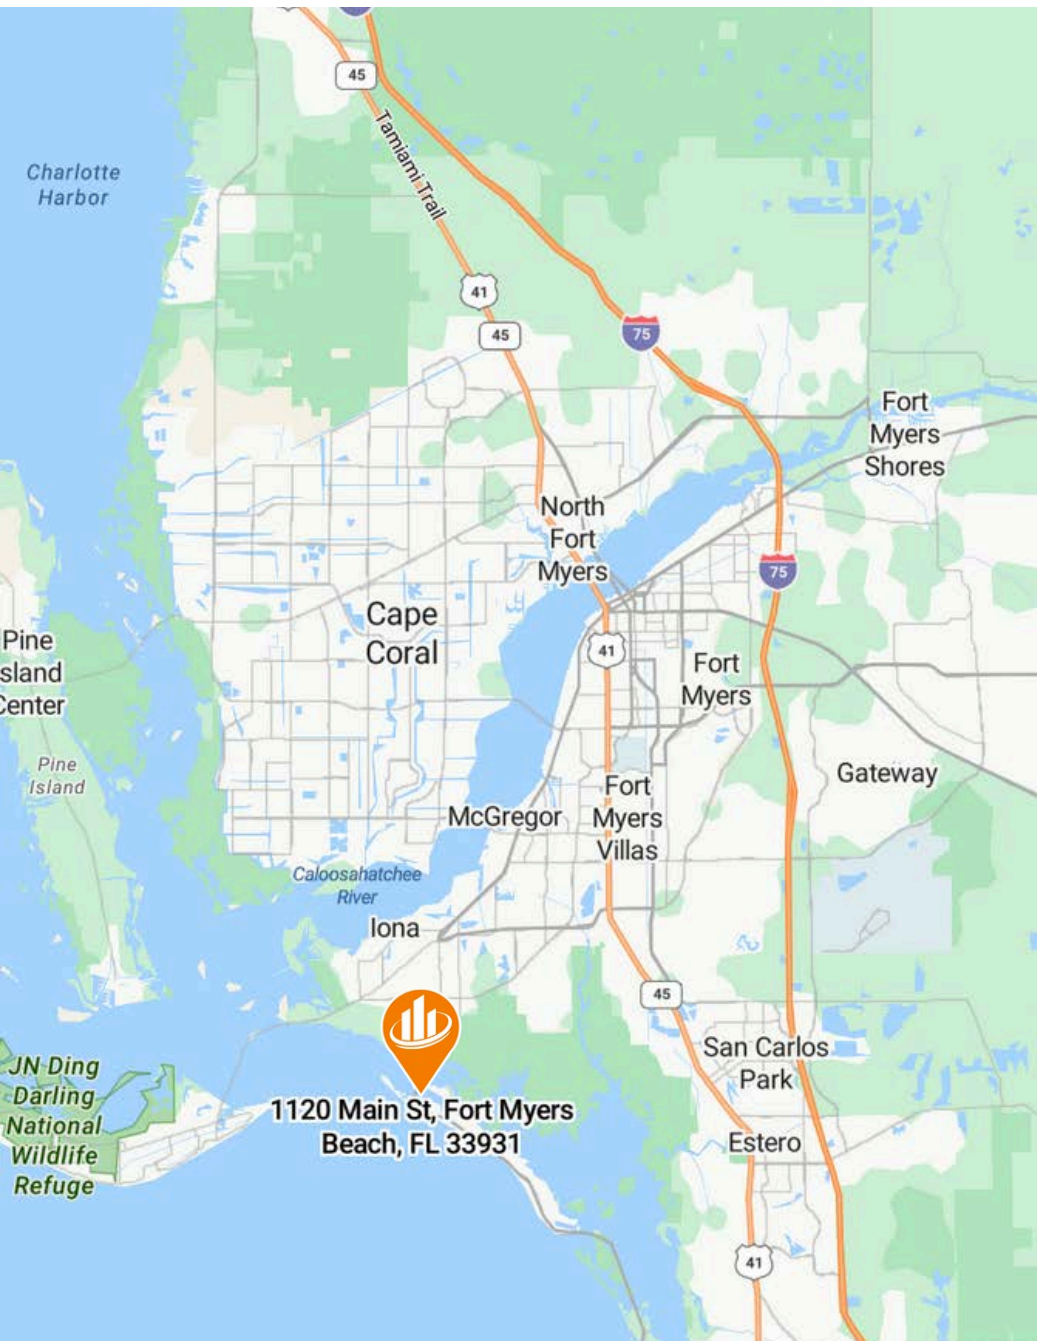 45
Tamiami Trail
Charlotte
Harbor
41
45
75
Fort
Myers
Shores
North
Fort
Myers
75
Cape
Coral
Pine
sland
Center
41
Fort
Myers
Pine
Island
Gateway
McGregor
Fort
Myers
Villas
Caloosahatchee
River
Iona
45
San Carlos
Park
JN Ding
Darling
National
Wildlife
Refuge
1120 Main St, Fort Myers
Beach, FL 33931
Estero
41